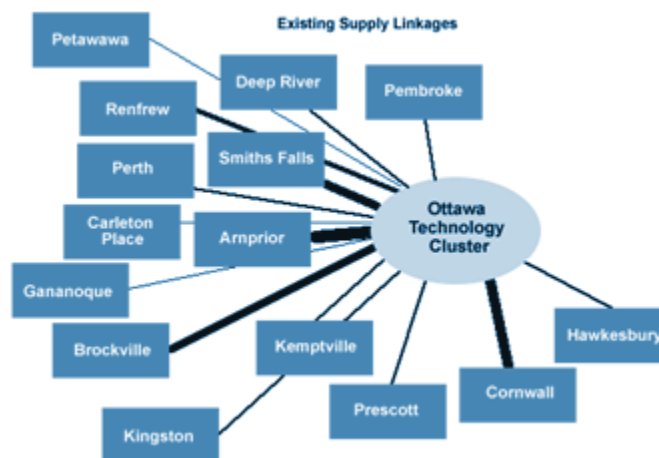 Existing Supply Linkages
Petawawa
Deep River
Pembroke
Renfrew
Smiths Falls
Perth
Ottawa
Technology
Cluster
Carleton
Place
Arnprior
Gananoque
Hawkesbury
Brockville
Kemptville
Cornwall
Prescott
Kingston